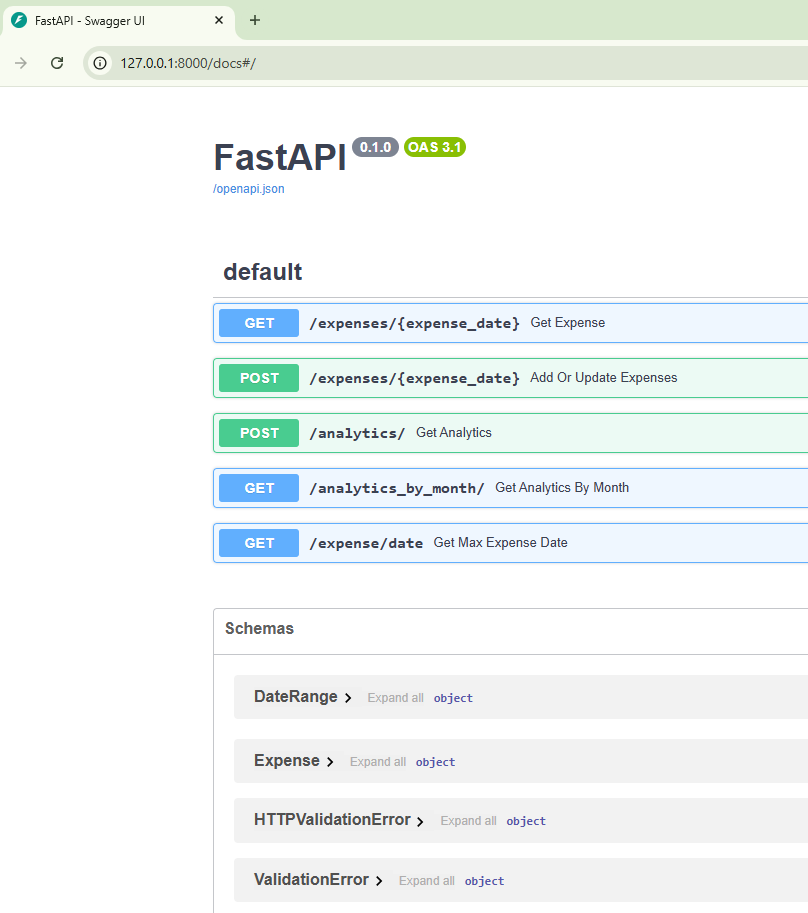 FastAPI - Swagger UI
127.0.0.1:8000/docs#/
FastAPI 0.1.0 OAS 3.1
/openapi.json
default
GET /expenses/{expense_date} Get Expense
POST /expenses/{expense_date} Add Or Update Expenses
POST /analytics/ Get Analytics
GET /analytics_by_month/ Get Analytics By Month
GET /expense/date Get Max Expense Date
Schemas
DateRange Expand all object
Expense Expand all object
HTTPValidationError Expand all object
ValidationError Expand all object